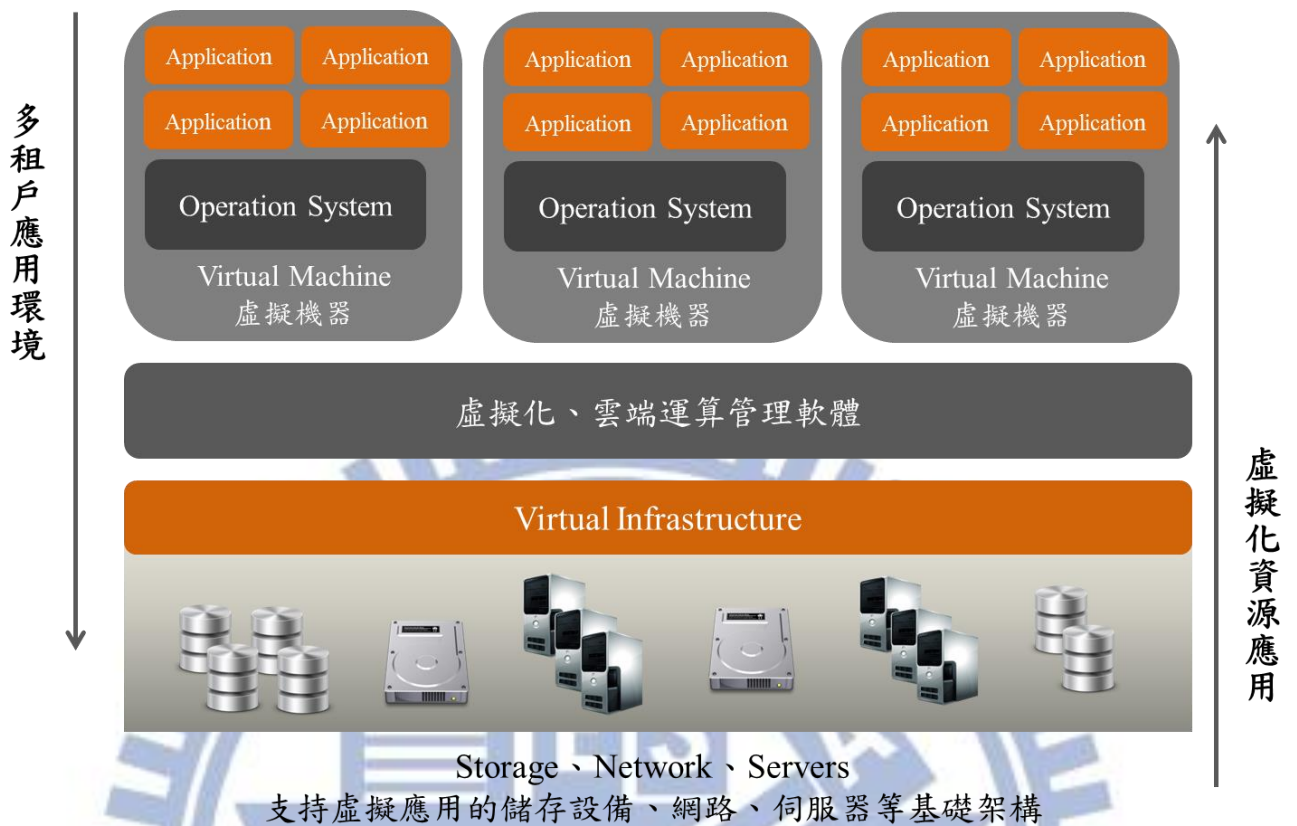 多租戶應用環境
Application Application
Application Application
Operation System
Virtual Machine
虛擬機器
Application Application
Application Application
Operation System
Virtual Machine
虛擬機器
Application Application
Application Application
Operation System
Virtual Machine
虛擬機器
虛擬化、雲端運算管理軟體
Virtual Infrastructure
虛擬化資源應用
Storage、Network、Servers
支持虛擬應用的儲存設備、網路、伺服器等基礎架構